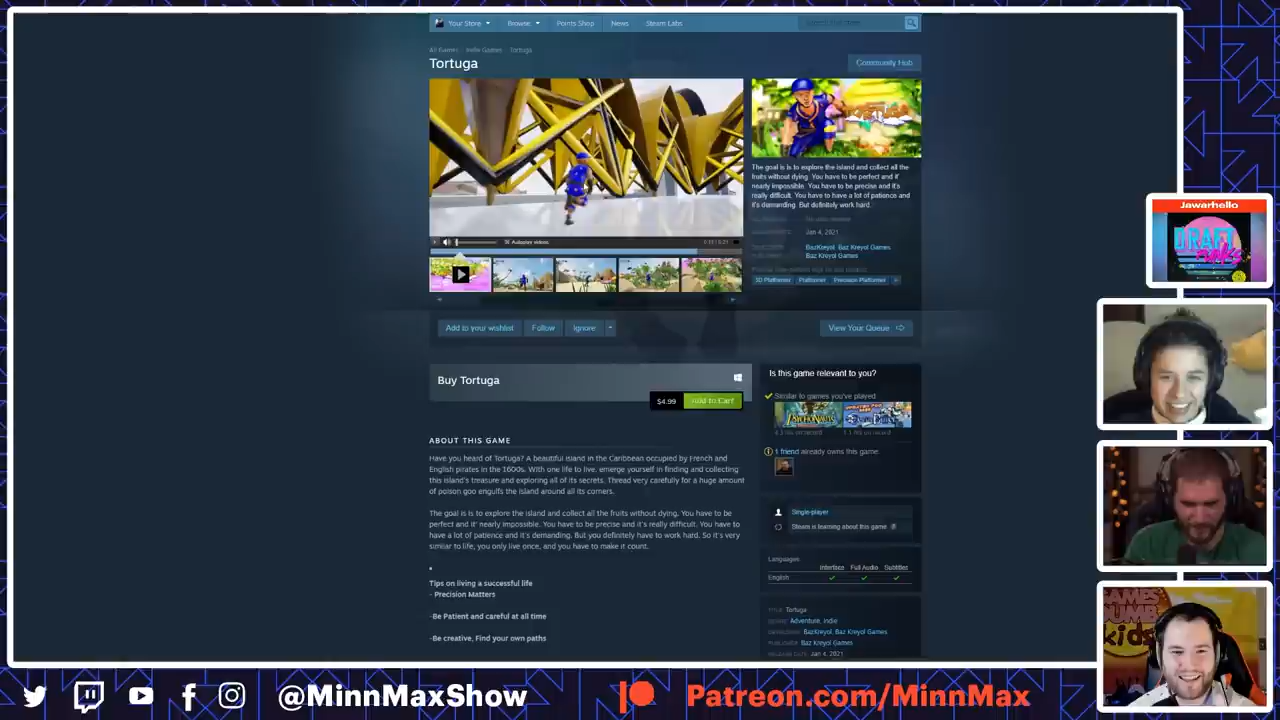 Your Store
Browse
Points Shop
News
Steam Labs
All Games
Indie Games
Tortuga
Tortuga
Community Hub
The goal is is to explore the island and collect all the
fruits without dying. You have to be perfect and it'
nearly impossible. You have to be precise and it's
really difficult. You have to have a lot of patience and
it's demanding. But definitely work hard.
Jan 4, 2021
BazKreyol, Baz Kreyol Games
Baz Kreyol Games
Autoplay videos
3D Platformer
Platformer
Precision Platformer
Add to your wishlist
Follow
Ignore
View Your Queue
Buy Tortuga
$4.99
Add to Cart
Is this game relevant to you?
Similar to games you've played
PSYCHONAUTS
1 friend already owns this game:
ABOUT THIS GAME
Have you heard of Tortuga? A beautiful island in the Caribbean occupied by French and
English pirates in the 1600s. With one life to live, emerge yourself in finding and collecting
this island's treasure and exploring all of its secrets. Thread very carefully for a huge amount
of poison goo engulfs the island around all its corners.
The goal is to explore the island and collect all the fruits without dying. You have to be
perfect and it' nearly impossible. You have to be precise and it's really difficult. You have to
have a lot of patience and it's demanding. But you definitely have to work hard. So it's very
similar to life, you only live once, and you have to make it count.
Tips on living a successful life
- Precision Matters
-Be Patient and careful at all time
-Be creative, Find your own paths
Single-player
Steam is learning about this game
Languages:
Interface Full Audio Subtitles
English
TITLE: Tortuga
Adventure, Indie
BazKreyol, Baz Kreyol Games
Baz Kreyol Games
Jan 4, 2021
Jawarhello
DRAFT
PUNKS
@MinnMaxShow
Patreon.com/MinnMax